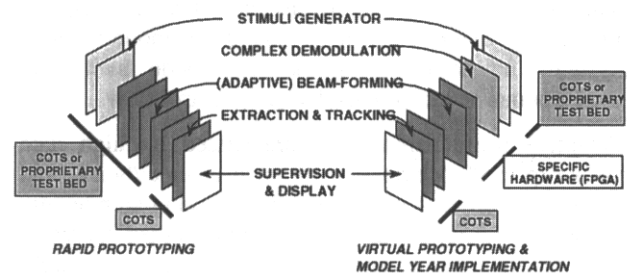 STIMULI GENERATOR
COMPLEX DEMODULATION
(ADAPTIVE) BEAM-FORMING
EXTRACTION & TRACKING
SUPERVISION
& DISPLAY
COTS or
PROPRIETARY
TEST BED
COTS
RAPID PROTOTYPING
COTS or
PROPRIETARY
TEST BED
SPECIFIC
HARDWARE (FPGA)
COTS
VIRTUAL PROTOTYPING &
MODEL YEAR IMPLEMENTATION